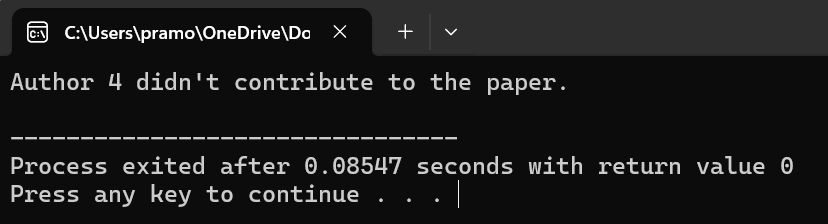 C:\Users\pramo\OneDrive\Do
Author 4 didn't contribute to the paper.
--------------------------------
Process exited after 0.08547 seconds with return value 0
Press any key to continue . . .